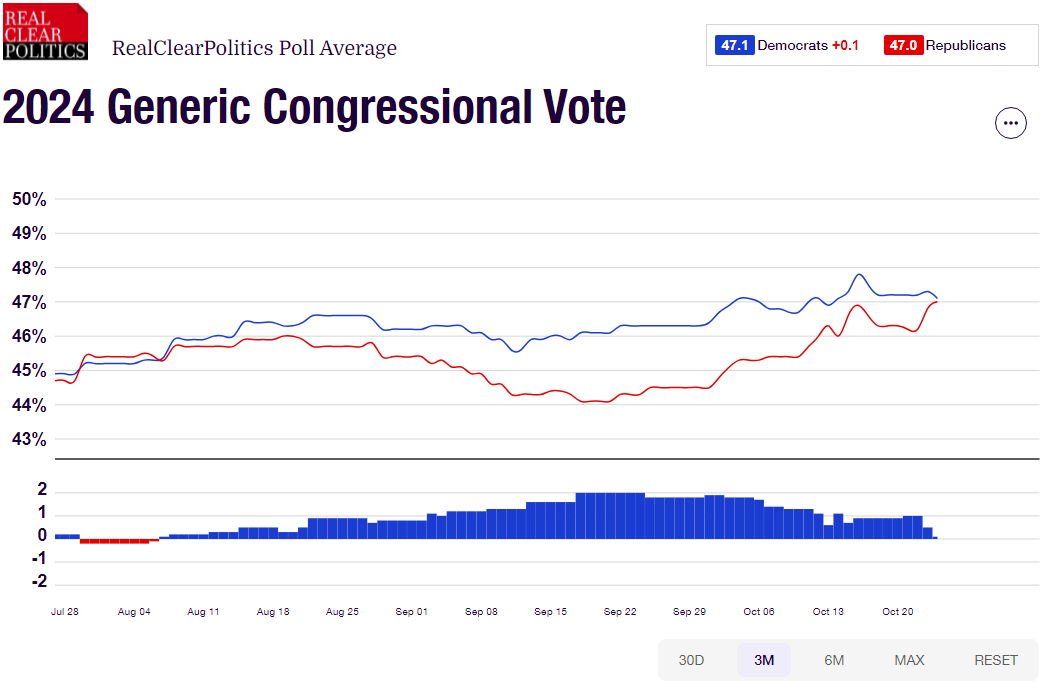 REAL
CLEAR
POLITICS
RealClearPolitics Poll Average
47.1 Democrats +0.1 47.0 Republicans
2024 Generic Congressional Vote
50%
49%
48%
47%
46%
45%
44%
43%
2
1
0
-1
-2
Jul 28 Aug 04 Aug 11 Aug 18 Aug 25 Sep 01 Sep 08 Sep 15 Sep 22 Sep 29 Oct 06 Oct 13 Oct 20
30D 3M 6M MAX RESET